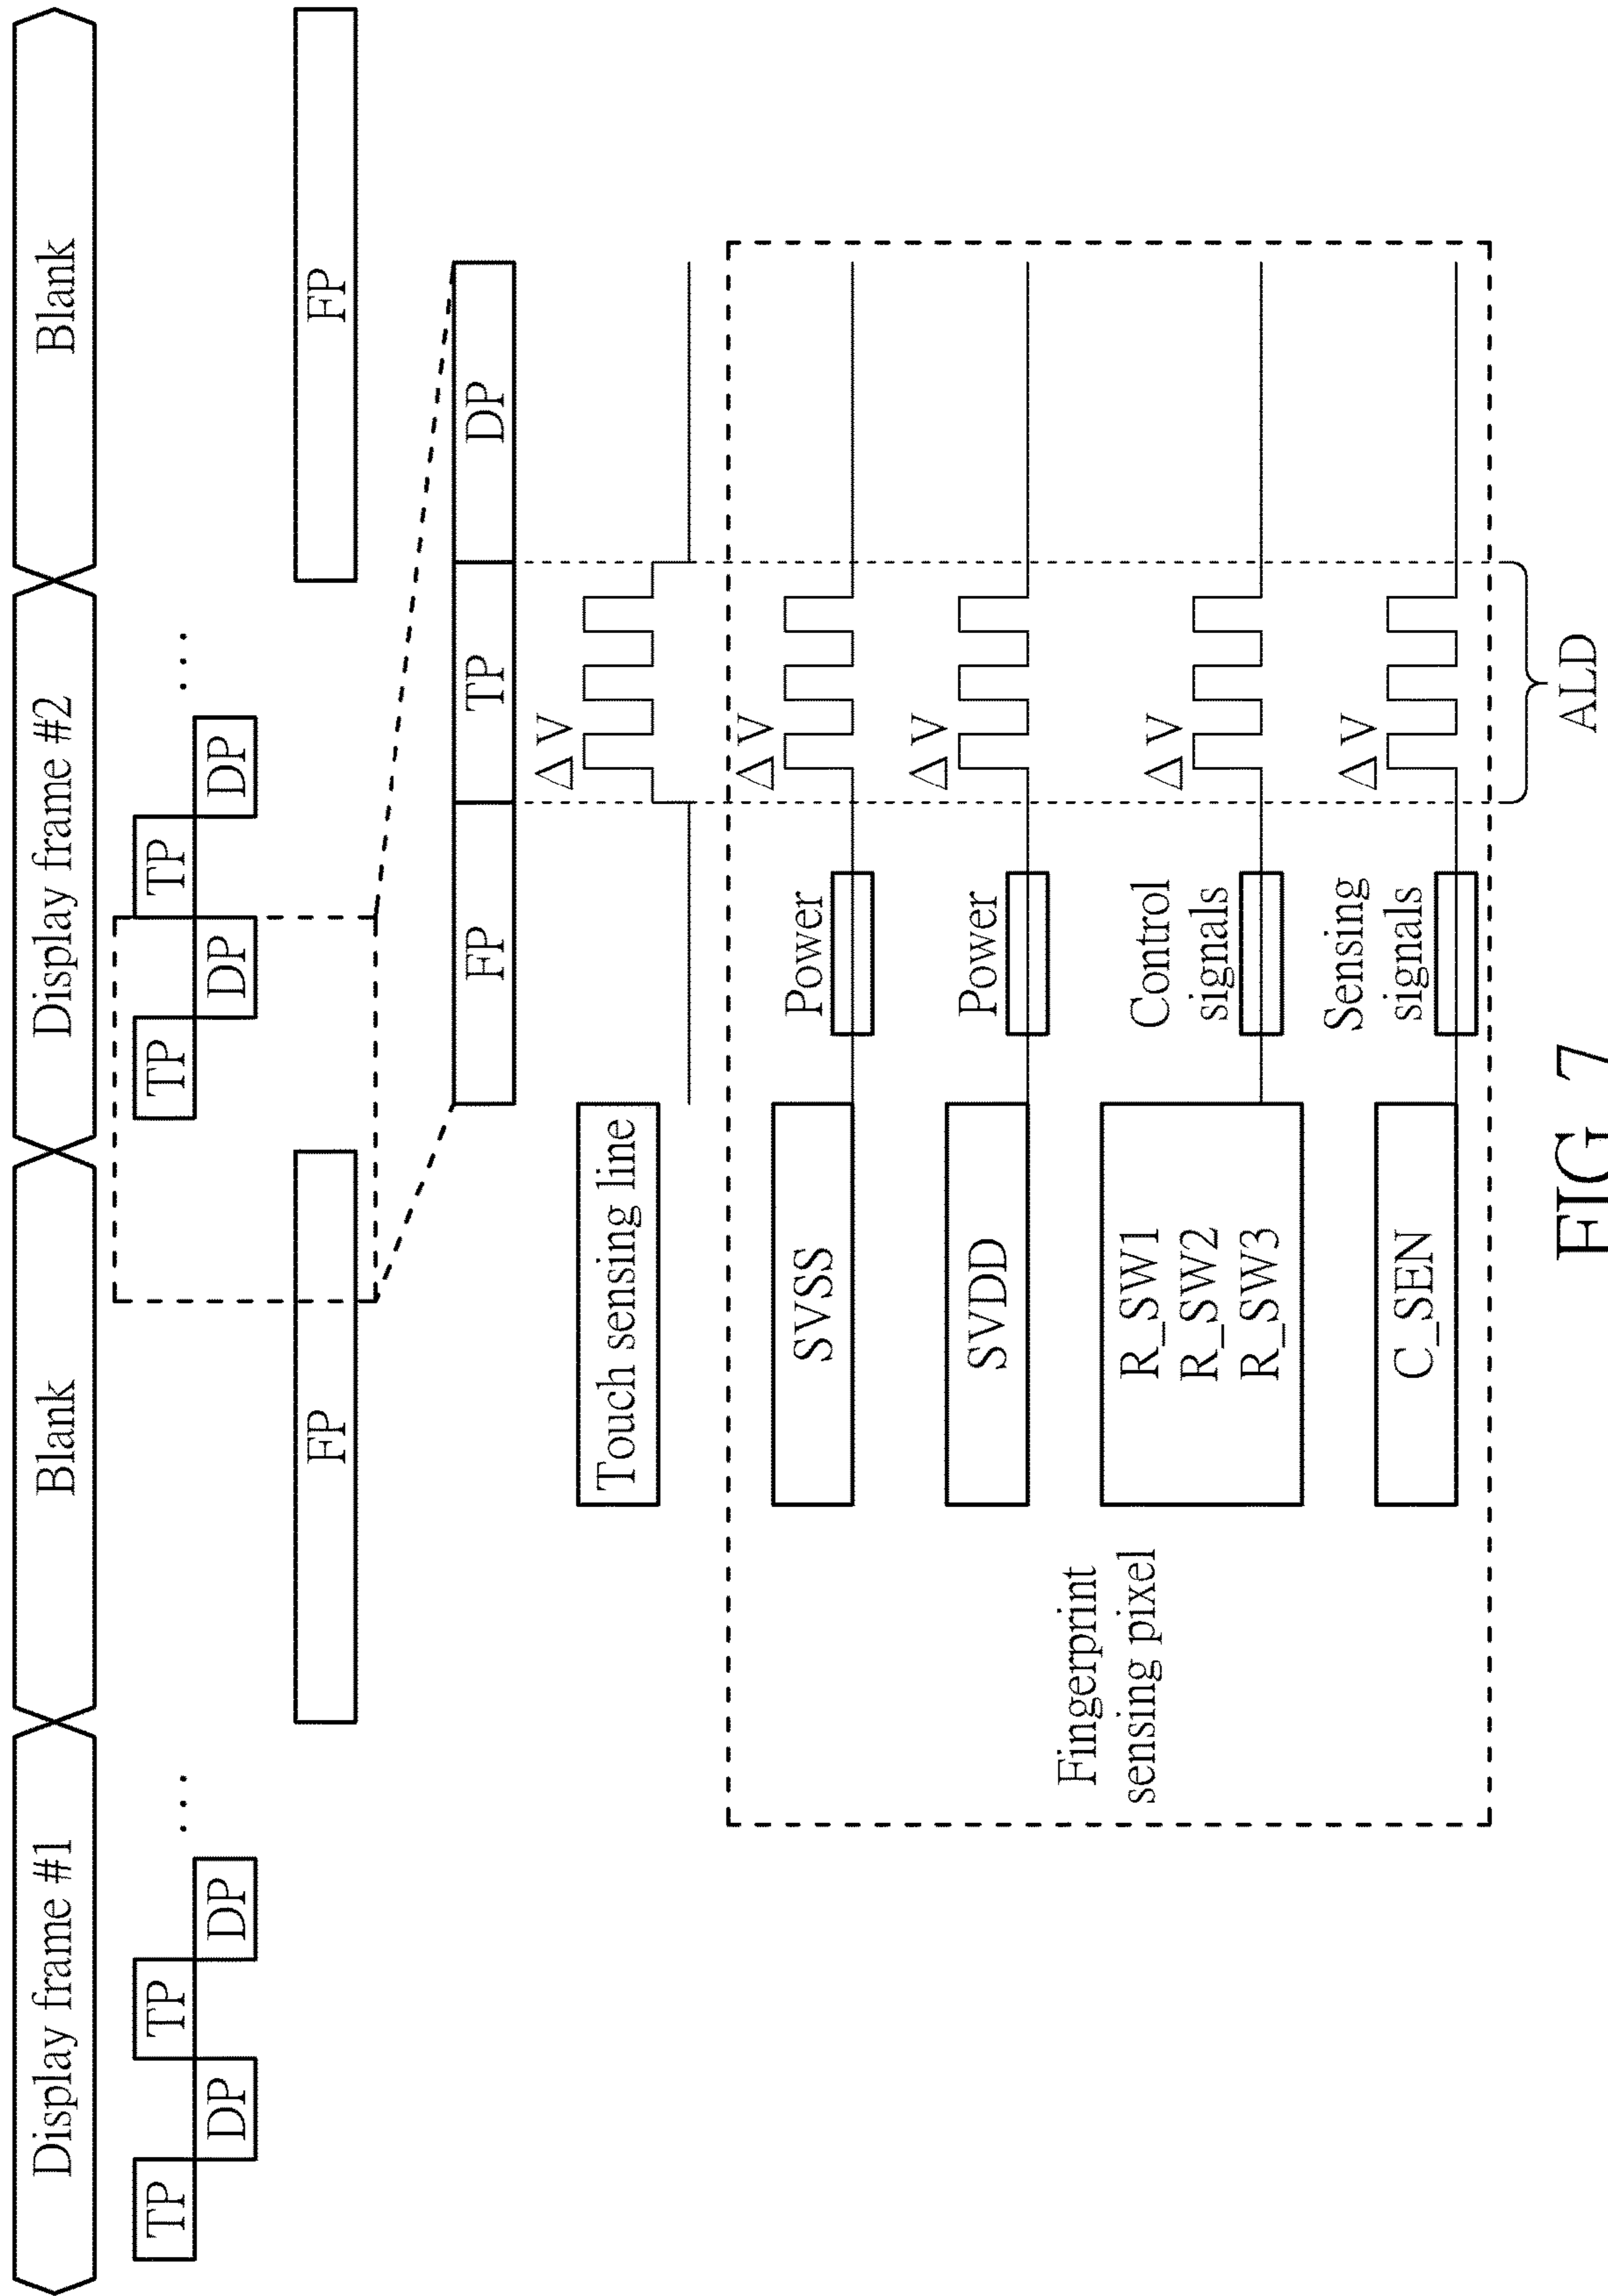 Display frame #1
Blank
Display frame #2
Blank
TP
TP
...
TP
TP
...
DP
DP
DP
DP
FP
FP
FP
TP
DP
Touch sensing line
ΔV
Fingerprint
sensing pixel
SVSS
Power
ΔV
SVDD
Power
ΔV
R_SW1
R_SW2
R_SW3
Control
signals
ΔV
C_SEN
Sensing
signals
ΔV
ALD
FIG. 7